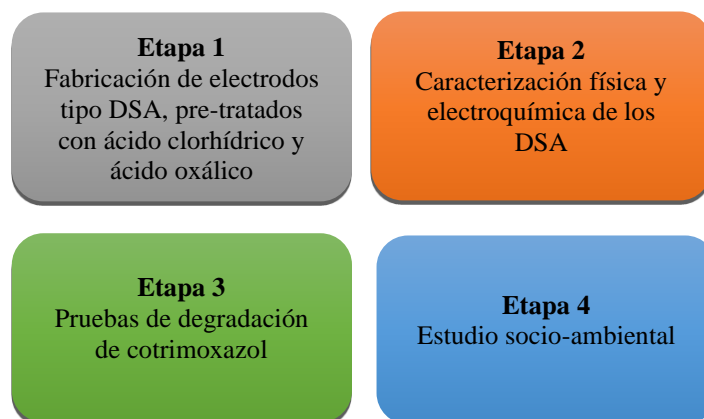 Etapa 1
Fabricación de electrodos
tipo DSA, pre-tratados
con ácido clorhídrico y
ácido oxálico
Etapa 2
Caracterización física y
electroquímica de los
DSA
Etapa 3
Pruebas de degradación
de cotrimoxazol
Etapa 4
Estudio socio-ambiental